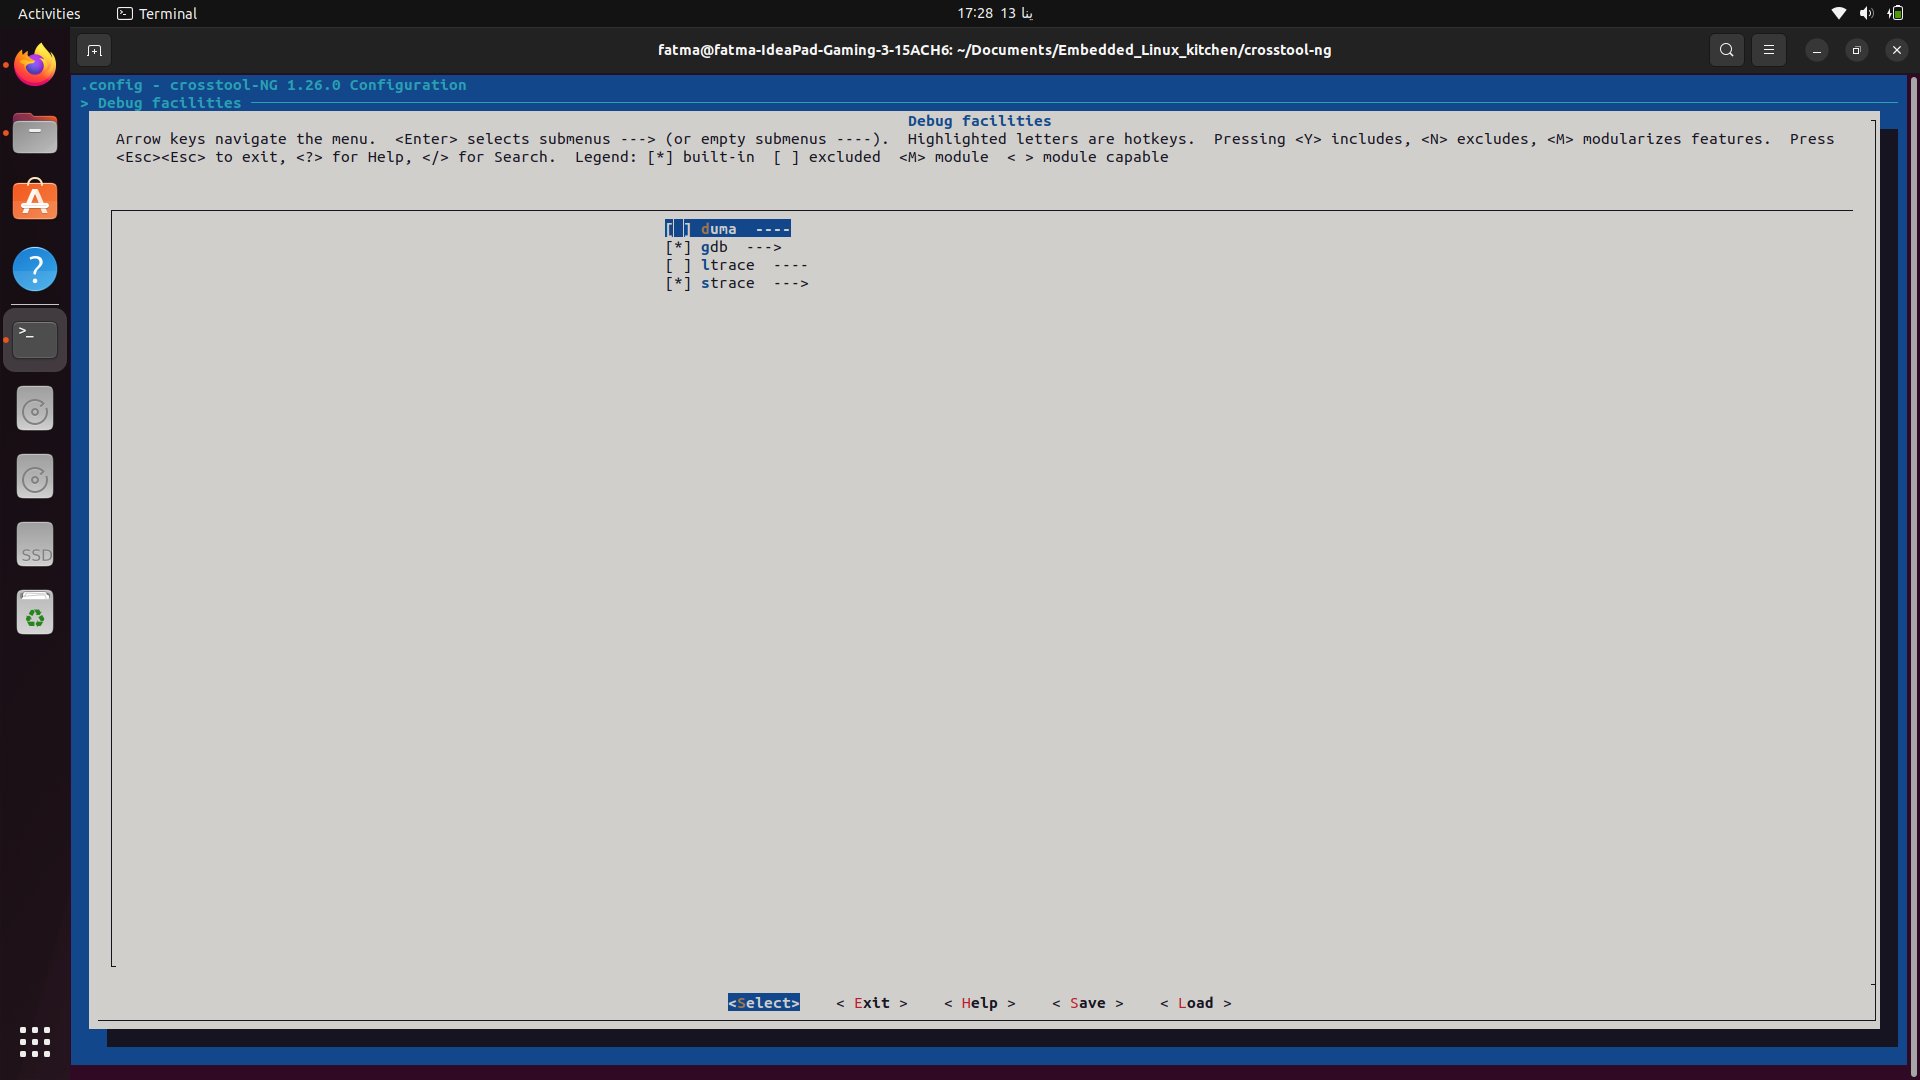 Activities
Terminal
17:28 13 ينا
fatma@fatma-IdeaPad-Gaming-3-15ACH6: ~/Documents/Embedded_Linux_kitchen/crosstool-ng
.config - crosstool-NG 1.26.0 Configuration
> Debug facilities
Debug facilities
Arrow keys navigate the menu.  <Enter> selects submenus ---> (or empty submenus ----).  Highlighted letters are hotkeys.  Pressing <Y> includes, <N> excludes, <M> modularizes features.  Press
<Esc><Esc> to exit, <?> for Help, </> for Search.  Legend: [*] built-in  [ ] excluded  <M> module  < > module capable
[ ] duma  ----
[*] gdb  --->
[ ] ltrace  ----
[*] strace  --->
SSD
<Select>    < Exit >    < Help >    < Save >    < Load >